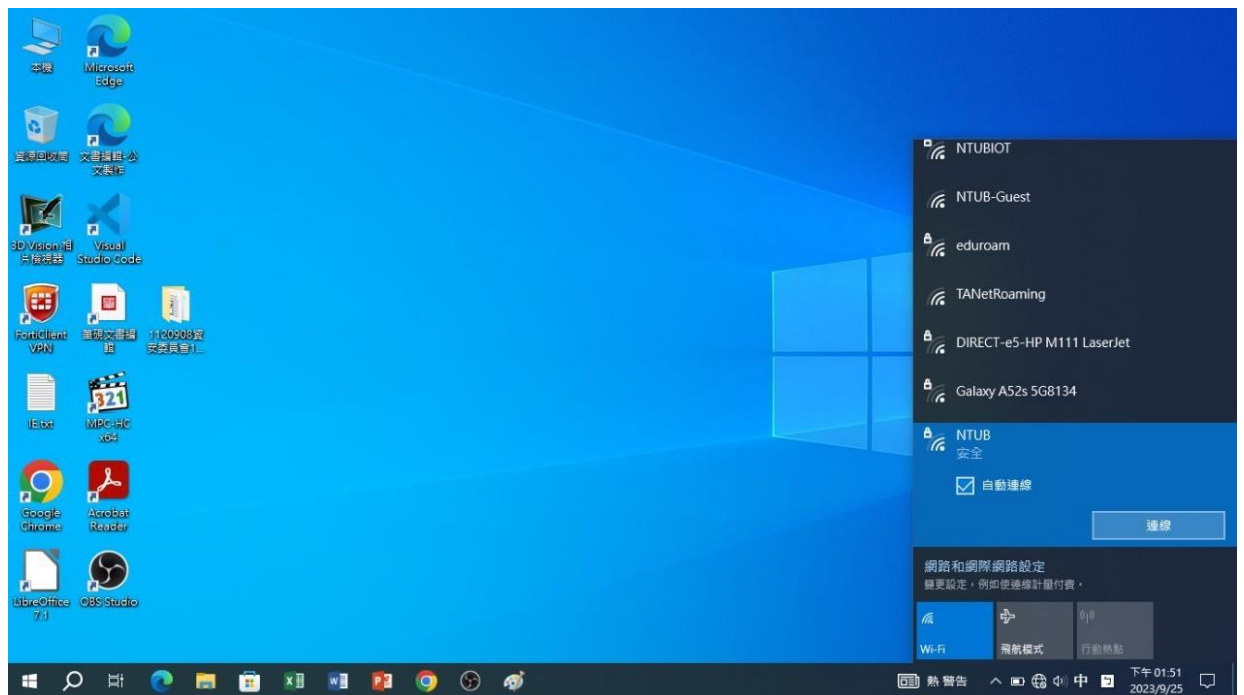 本機
Microsoft
Edge
資源回收筒
文書編輯-公
文製作
3D Vision 相
片檢視器
Visual
Studio Code
FortiClient
VPN
筆硯文書編
輯
1120908資
安委員會1...
IE.txt
MPC-HC
x64
Google
Chrome
Acrobat
Reader
LibreOffice
7.1
OBS Studio
NTUBIOT
NTUB-Guest
eduroam
TANetRoaming
DIRECT-e5-HP M111 LaserJet
Galaxy A52s 5G8134
NTUB
安全
自動連線
連線
網路和網際網路設定
變更設定，例如使連線計量付費。
Wi-Fi
飛航模式
行動熱點
熱 警告
中
下午 01:51
2023/9/25